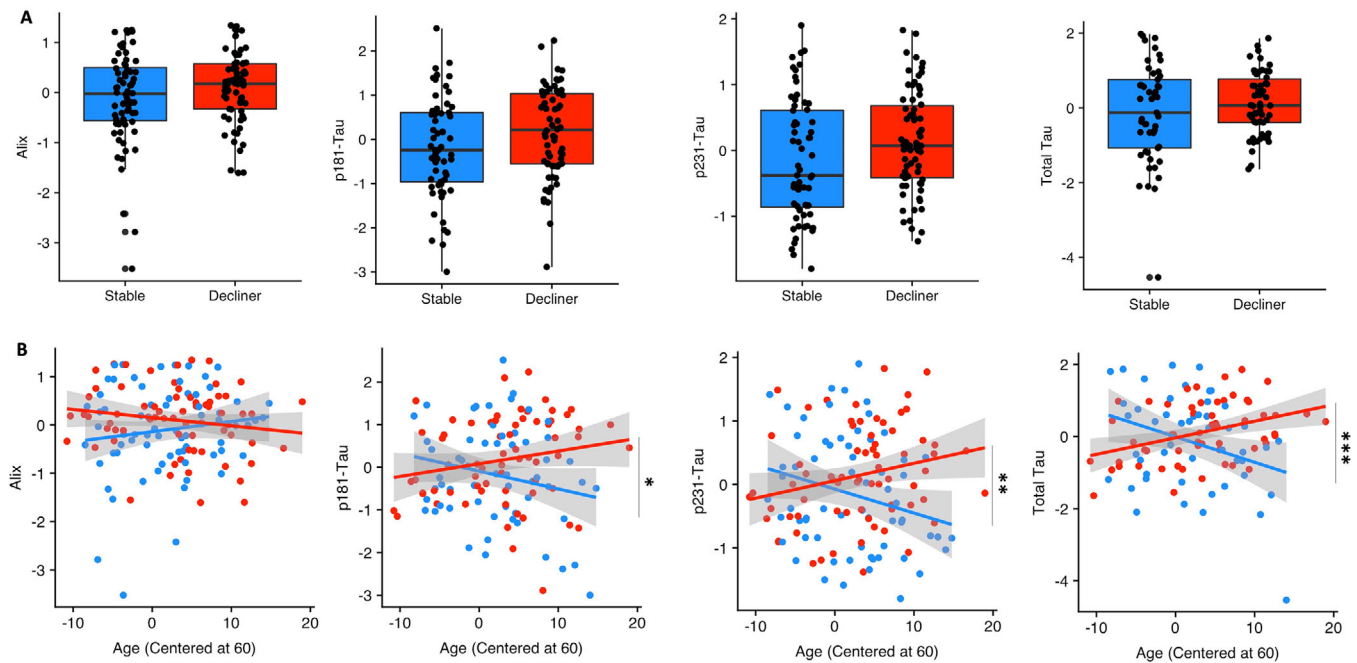 A
Alix
1
0
-1
-2
-3
Stable
Decliner
p181-Tau
2
1
0
-1
-2
-3
Stable
Decliner
p231-Tau
2
1
0
-1
Stable
Decliner
Total Tau
2
0
-2
-4
Stable
Decliner
B
Alix
1
0
-1
-2
-3
-10
0
10
20
Age (Centered at 60)
p181-Tau
2
1
0
-1
-2
-3
-10
0
10
20
Age (Centered at 60)
*
p231-Tau
2
1
0
-1
-10
0
10
20
Age (Centered at 60)
**
Total Tau
2
0
-2
-4
-10
0
10
20
Age (Centered at 60)
***